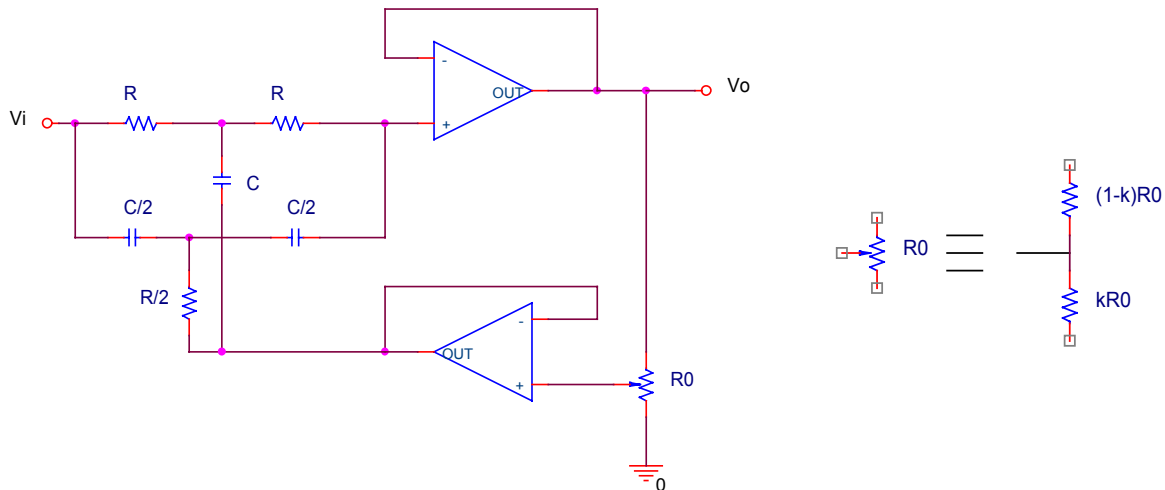 Vo
OUT
-
+
R
R
Vi
C
C/2
C/2
R/2
OUT
-
+
R0
0
R0
(1-k)R0
kR0